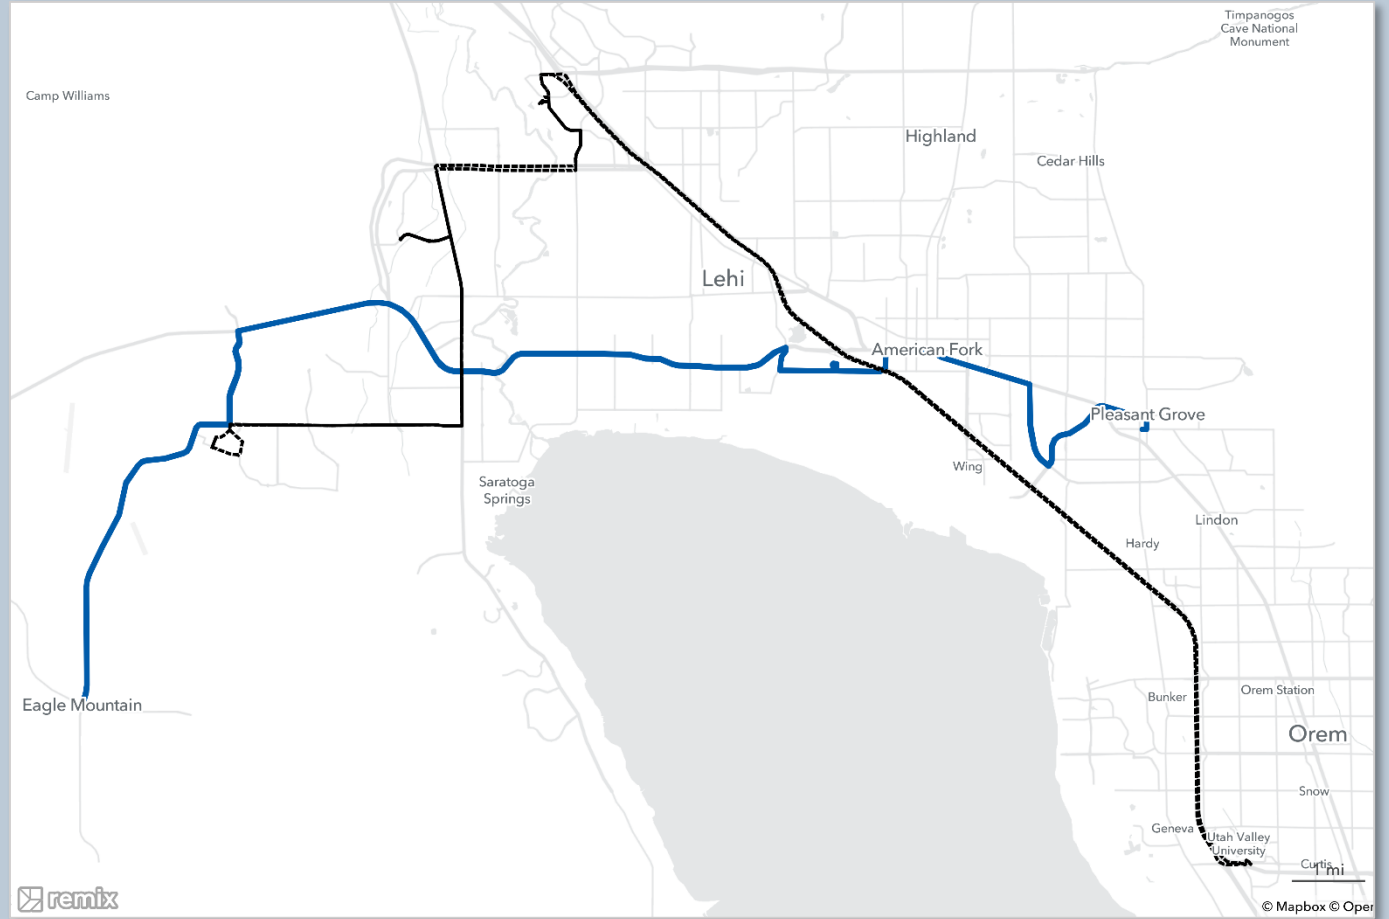 Timpanogos
Cave National
Monument
Camp Williams
Highland
Cedar Hills
Lehi
American Fork
Pleasant Grove
Wing
Saratoga
Springs
Lindon
Hardy
Eagle Mountain
Bunker
Orem Station
Orem
Snow
Geneva
Utah Valley
University
Curtis
1 mi
remix
© Mapbox © Oper